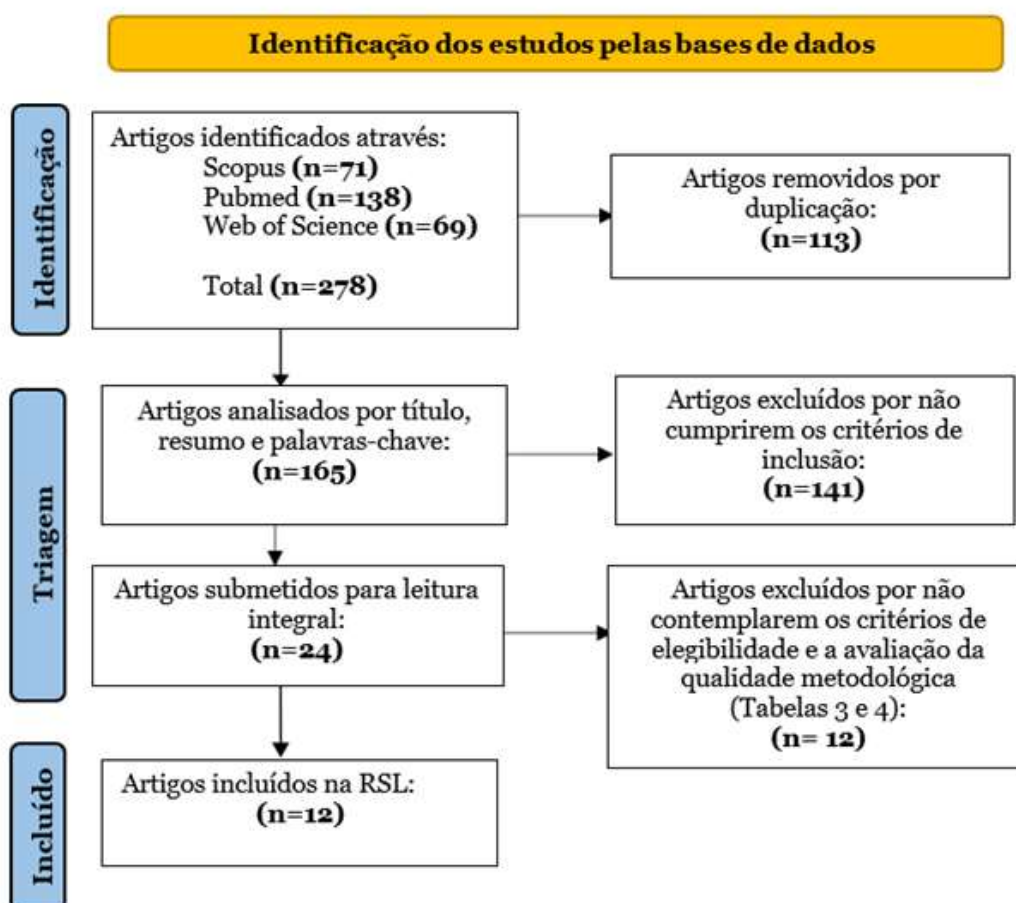 Identificação dos estudos pelas bases de dados
Identificação
Artigos identificados através:
Scopus (n=71)
Pubmed (n=138)
Web of Science (n=69)
Total (n=278)
Artigos removidos por
duplicação:
(n=113)
Triagem
Artigos analisados por título,
resumo e palavras-chave:
(n=165)
Artigos excluídos por não
cumprirem os critérios de
inclusão:
(n=141)
Artigos submetidos para leitura
integral:
(n=24)
Artigos excluídos por não
contemplarem os critérios de
elegibilidade e a avaliação da
qualidade metodológica
(Tabelas 3 e 4):
(n= 12)
Incluído
Artigos incluídos na RSL:
(n=12)